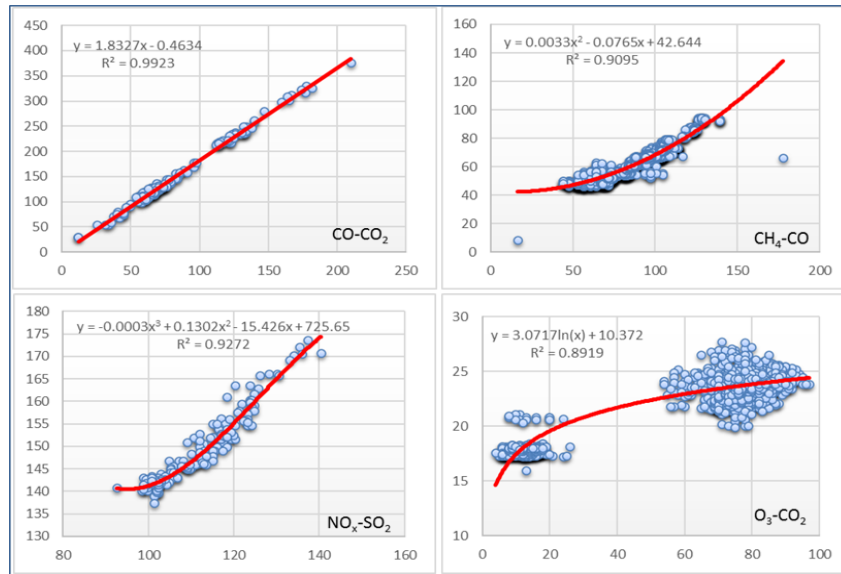 y = 1.8327x - 0.4634
R² = 0.9923
450
400
350
300
250
200
150
100
50
0
0 50 100 150 200 250
CO-CO₂
y = 0.0033x² - 0.0765x + 42.644
R² = 0.9095
160
140
120
100
80
60
40
20
0
0 50 100 150 200
CH₄-CO
y = -0.0003x³ + 0.1302x² - 15.426x + 725.65
R² = 0.9272
180
175
170
165
160
155
150
145
140
135
130
80 100 120 140 160
NOₓ-SO₂
y = 3.0717ln(x) + 10.372
R² = 0.8919
30
25
20
15
10
0 20 40 60 80 100
O₃-CO₂